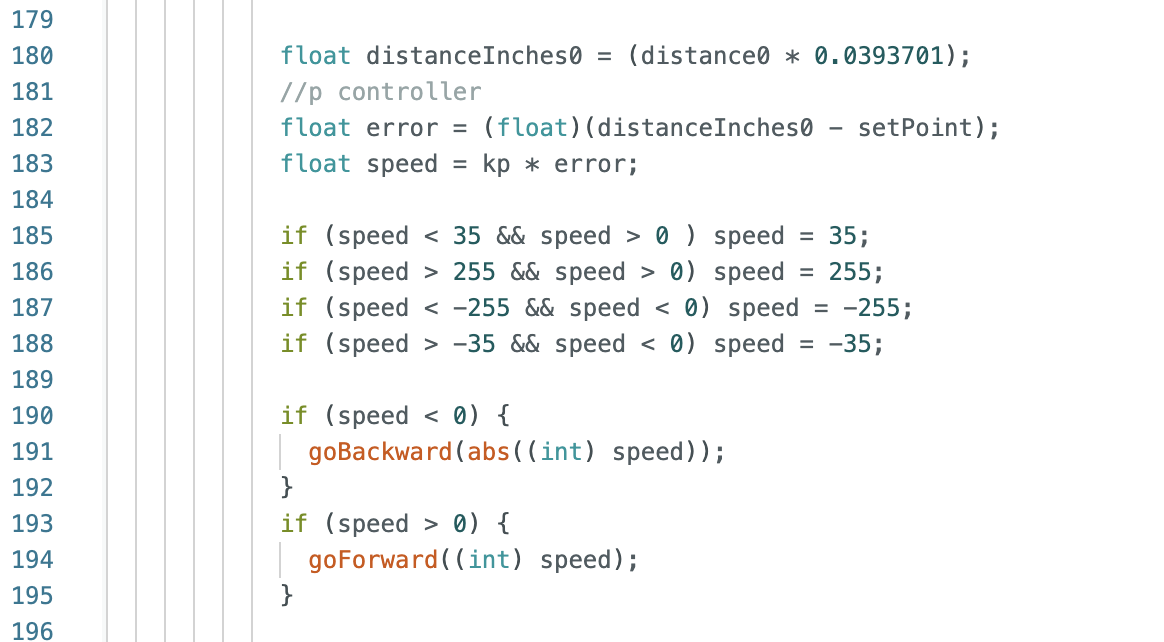 179
180 float distanceInches0 = (distance0 * 0.0393701);
181 //p controller
182 float error = (float)(distanceInches0 - setPoint);
183 float speed = kp * error;
184
185 if (speed < 35 && speed > 0 ) speed = 35;
186 if (speed > 255 && speed > 0) speed = 255;
187 if (speed < -255 && speed < 0) speed = -255;
188 if (speed > -35 && speed < 0) speed = -35;
189
190 if (speed < 0) {
191 goBackward(abs((int) speed));
192 }
193 if (speed > 0) {
194 goForward((int) speed);
195 }
196